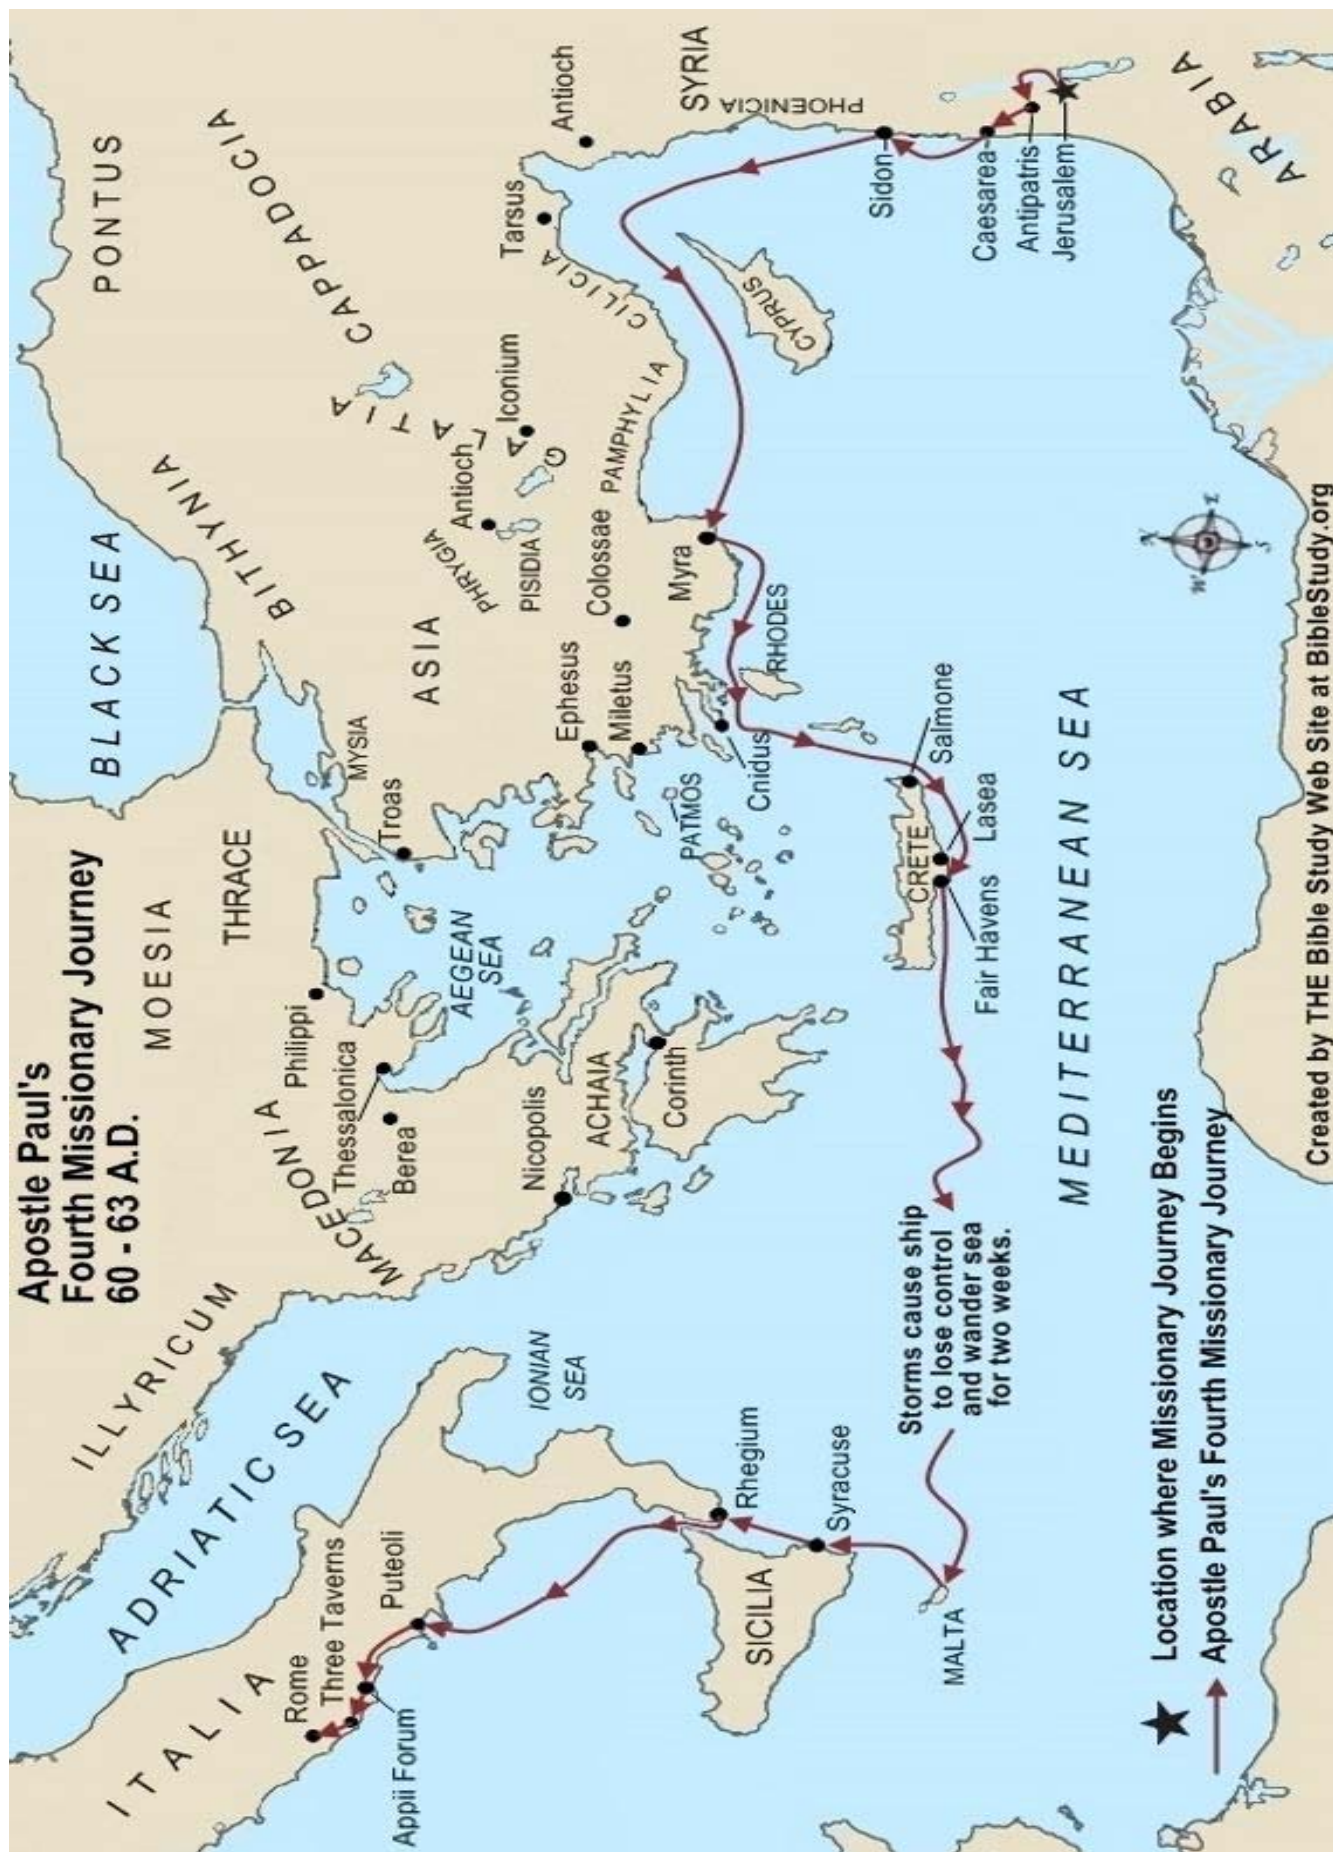 Apostle Paul's
Fourth Missionary Journey
60 - 63 A.D.
ILLYRICUM
MOESIA
THRACE
BLACK SEA
PONTUS
BITHYNIA
CAPPADOCIA
GALATIA
MACEDONIA
Philippi
Thessalonica
Berea
Nicopolis
ACHAIA
Corinth
AEGEAN
SEA
Troas
MYSIA
ASIA
Ephesus
Miletus
PATMOS
Cnidus
Colossae
PHRYGIA
Antioch
PISIDIA
Iconium
PAMPHYLIA
CILICIA
Tarsus
Antioch
SYRIA
PHOENICIA
Myra
RHODES
CYPRUS
Sidon
Caesarea
Antipatris
Jerusalem
ARABIA
ITALIA
ADRIATIC SEA
Rome
Three Taverns
Appii Forum
Puteoli
IONIAN
SEA
Rhegium
Syracuse
SICILIA
MALTA
Storms cause ship
to lose control
and wander sea
for two weeks.
CRETE
Salmone
Lasea
Fair Havens
MEDITERRANEAN SEA
N
W
E
S
Location where Missionary Journey Begins
Apostle Paul's Fourth Missionary Journey
Created by THE Bible Study Web Site at BibleStudy.org